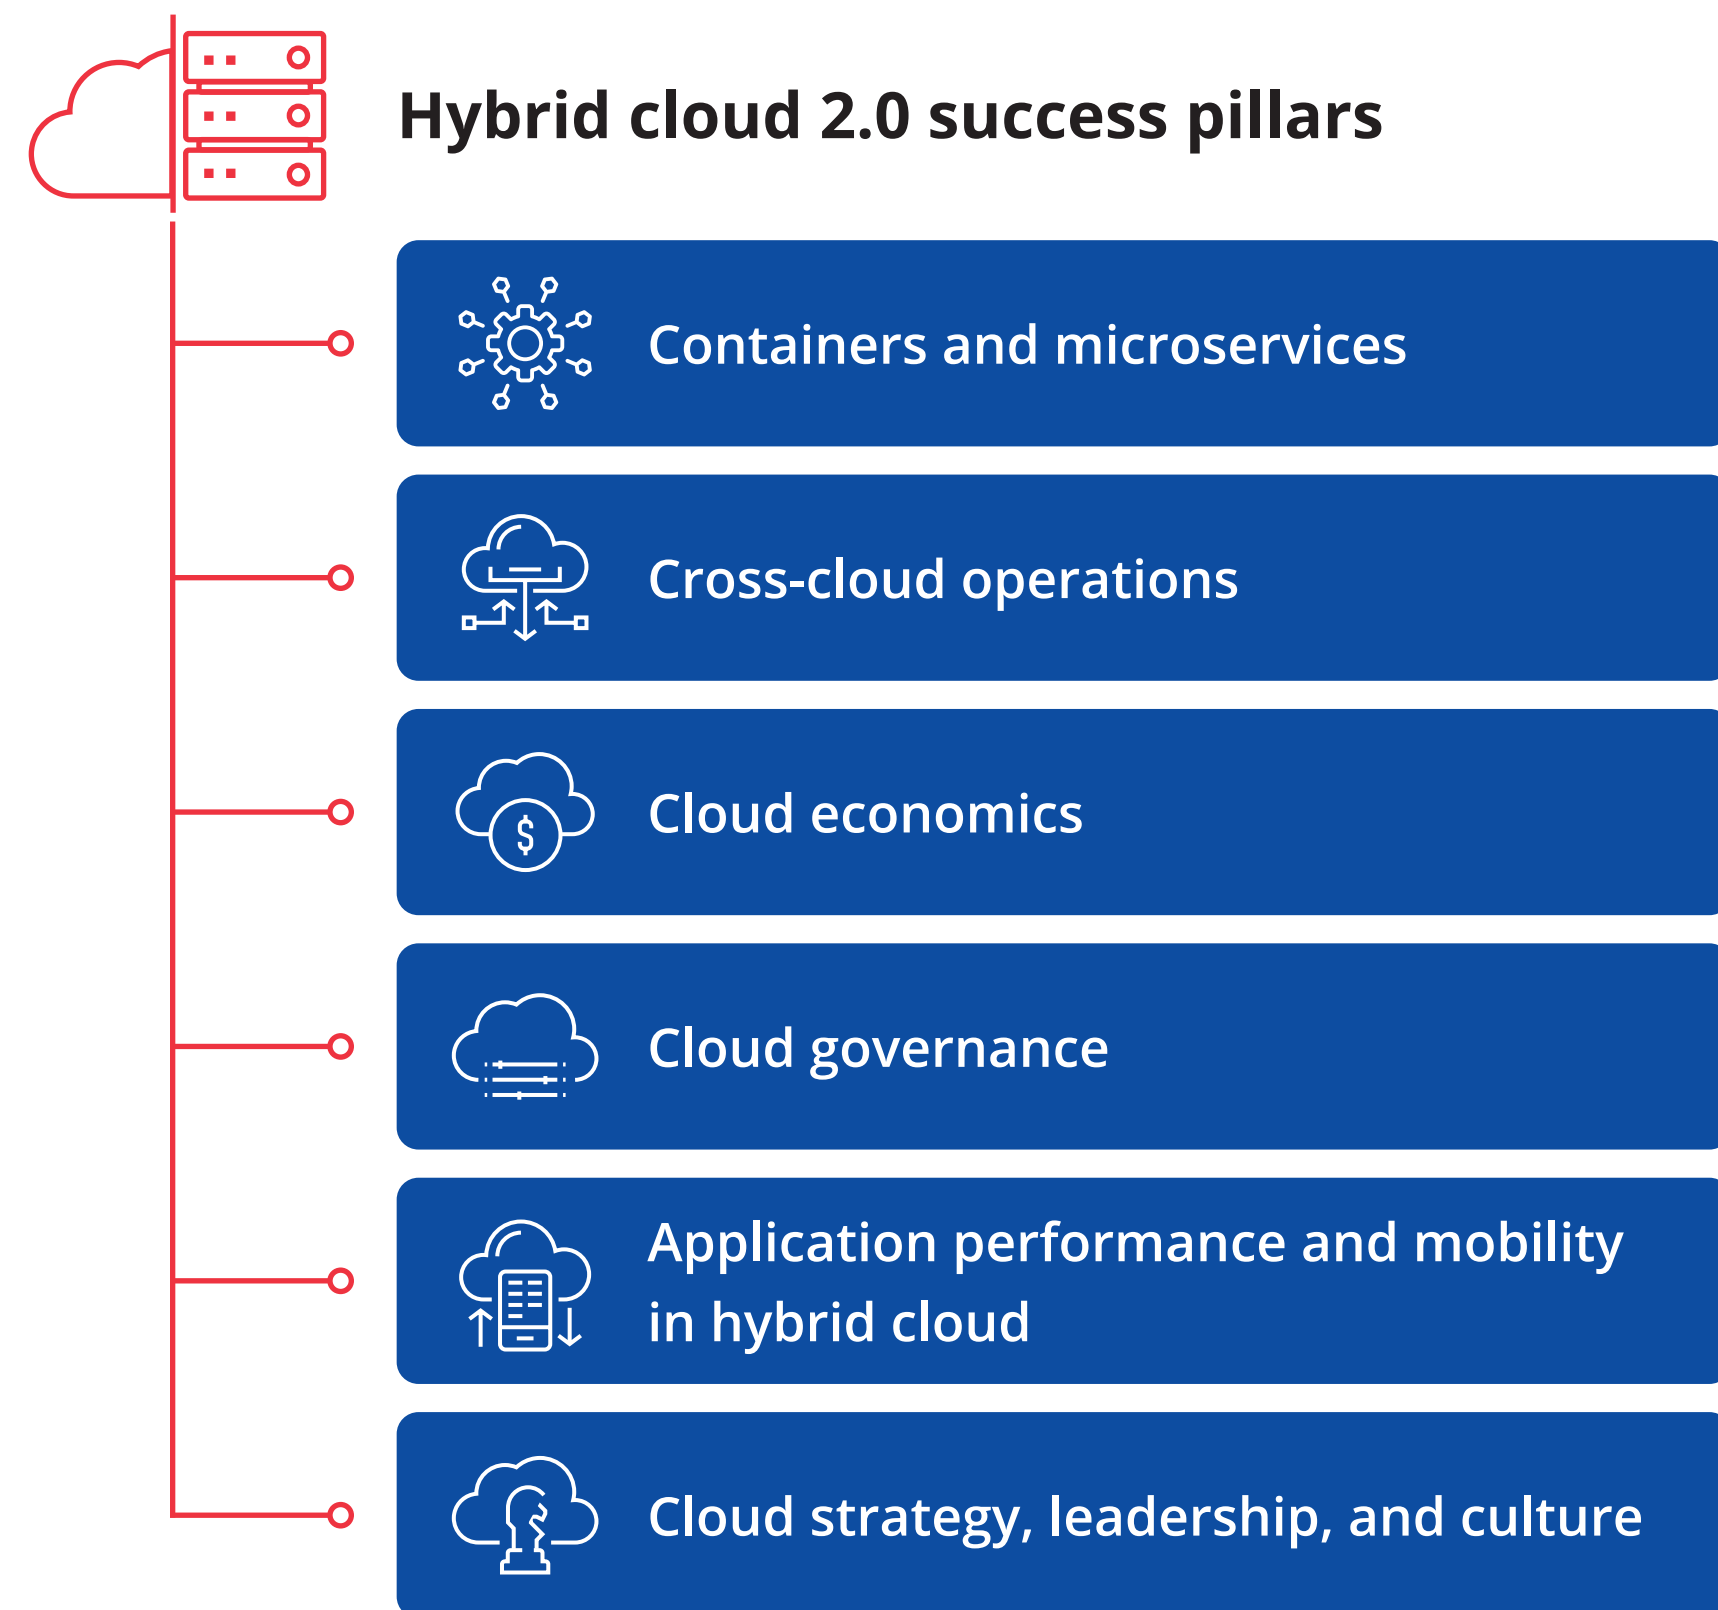 Hybrid cloud 2.0 success pillars
Containers and microservices
Cross-cloud operations
$
Cloud economics
Cloud governance
Application performance and mobility
in hybrid cloud
Cloud strategy, leadership, and culture